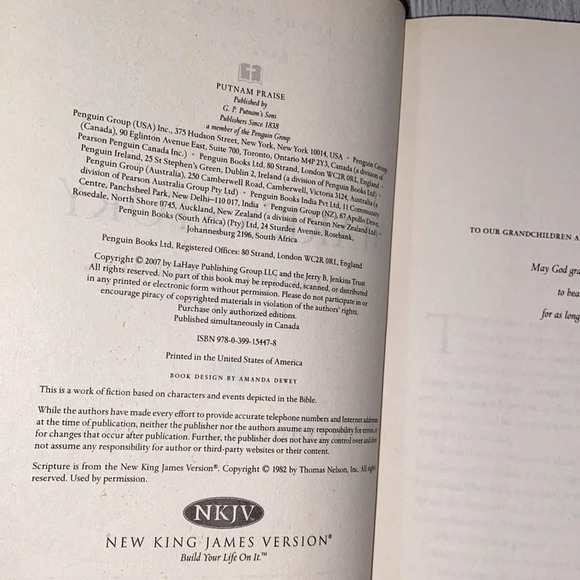 PUTNAM PRAISE
Published by
G. P. Putnam's Sons
Publishers Since 1838
a member of the Penguin Group
Penguin Group (USA) Inc., 375 Hudson Street, New York, New York 10014, USA • Penguin Group
(Canada), 90 Eglinton Avenue East, Suite 700, Toronto, Ontario M4P 2Y3, Canada (a division of
Pearson Penguin Canada Inc.) • Penguin Books Ltd, 80 Strand, London WC2R 0RL, England •
Penguin Ireland, 25 St Stephen's Green, Dublin 2, Ireland (a division of Penguin Books Ltd) •
Penguin Group (Australia), 250 Camberwell Road, Camberwell, Victoria 3124, Australia (a
division of Pearson Australia Group Pty Ltd) • Penguin Books India Pvt Ltd, 11 Community
Centre, Panchsheel Park, New Delhi–110 017, India • Penguin Group (NZ), 67 Apollo Drive,
Rosedale, North Shore 0745, Auckland, New Zealand (a division of Pearson New Zealand Ltd) •
Penguin Books (South Africa) (Pty) Ltd, 24 Sturdee Avenue, Rosebank,
Johannesburg 2196, South Africa
Penguin Books Ltd, Registered Offices: 80 Strand, London WC2R 0RL, England
Copyright © 2007 by LaHaye Publishing Group LLC and the Jerry B. Jenkins Trust.
All rights reserved. No part of this book may be reproduced, scanned, or distributed
in any printed or electronic form without permission. Please do not participate in or
encourage piracy of copyrighted materials in violation of the authors' rights.
Purchase only authorized editions.
Published simultaneously in Canada
ISBN 978-0-399-15447-8
Printed in the United States of America
BOOK DESIGN BY AMANDA DEWEY
This is a work of fiction based on characters and events depicted in the Bible.
While the authors have made every effort to provide accurate telephone numbers and Internet addresses
at the time of publication, neither the publisher nor the authors assume any responsibility for errors, or
for changes that occur after publication. Further, the publisher does not have any control over and does
not assume any responsibility for author or third-party websites or their content.
Scripture is from the New King James Version®. Copyright © 1982 by Thomas Nelson, Inc. All rights
reserved. Used by permission.
NKJV
NEW KING JAMES VERSION®
Build Your Life On It.™
TO OUR GRANDCHILDREN A
May God gra
to hea
for as long